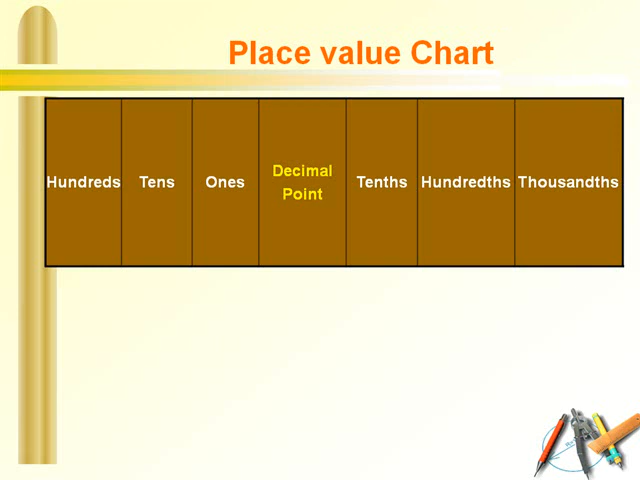 Place value Chart
Hundreds Tens Ones Decimal Point Tenths Hundredths Thousandths